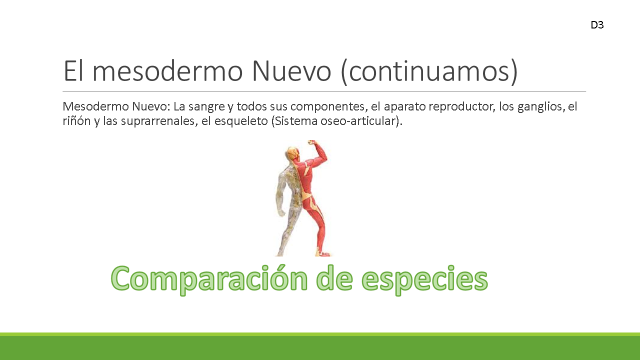 D3
El mesodermo Nuevo (continuamos)
Mesodermo Nuevo: La sangre y todos sus componentes, el aparato reproductor, los ganglios, el
riñón y las suprarrenales, el esqueleto (Sistema oseo-articular).
Comparación de especies